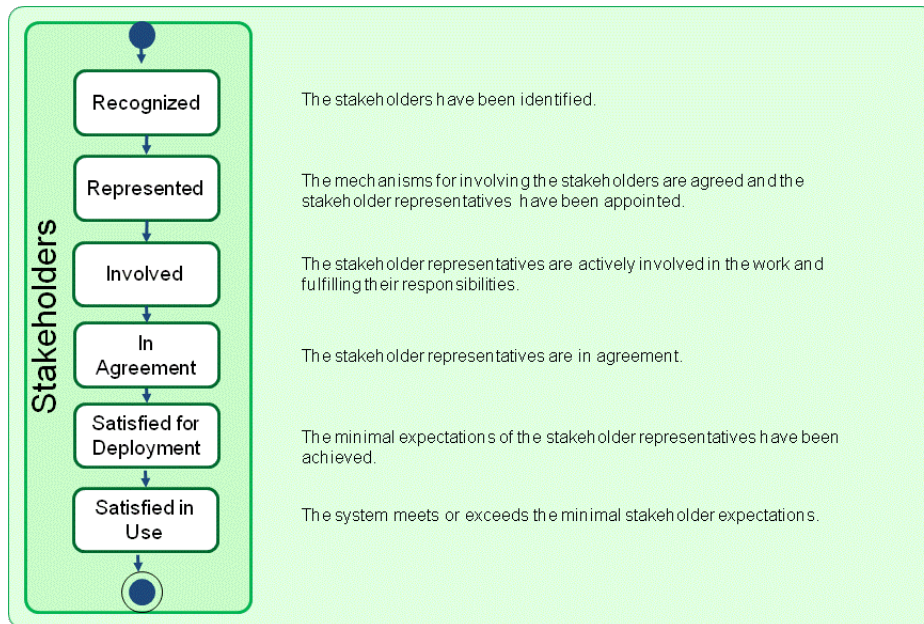 Stakeholders
Recognized
The stakeholders have been identified.
Represented
The mechanisms for involving the stakeholders are agreed and the
stakeholder representatives have been appointed.
Involved
The stakeholder representatives are actively involved in the work and
fulfilling their responsibilities.
In
Agreement
The stakeholder representatives are in agreement.
Satisfied for
Deployment
The minimal expectations of the stakeholder representatives have been
achieved.
Satisfied in
Use
The system meets or exceeds the minimal stakeholder expectations.